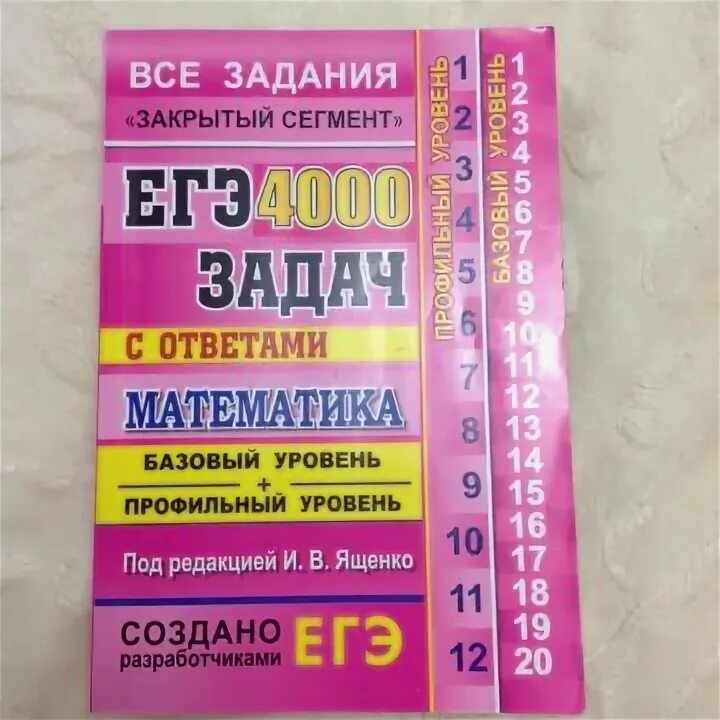 ВСЕ ЗАДАНИЯ
«ЗАКРЫТЫЙ СЕГМЕНТ»
ЕГЭ 4000
ЗАДАЧ
С ОТВЕТАМИ
МАТЕМАТИКА
БАЗОВЫЙ УРОВЕНЬ
+
ПРОФИЛЬНЫЙ УРОВЕНЬ
Под редакцией И. В. Ященко
СОЗДАНО
разработчиками
ЕГЭ
ПРОФИЛЬНЫЙ УРОВЕНЬ
1
2
3
4
5
6
7
8
9
10
11
12
БАЗОВЫЙ УРОВЕНЬ
1
2
3
4
5
6
7
8
9
10
11
12
13
14
15
16
17
18
19
20